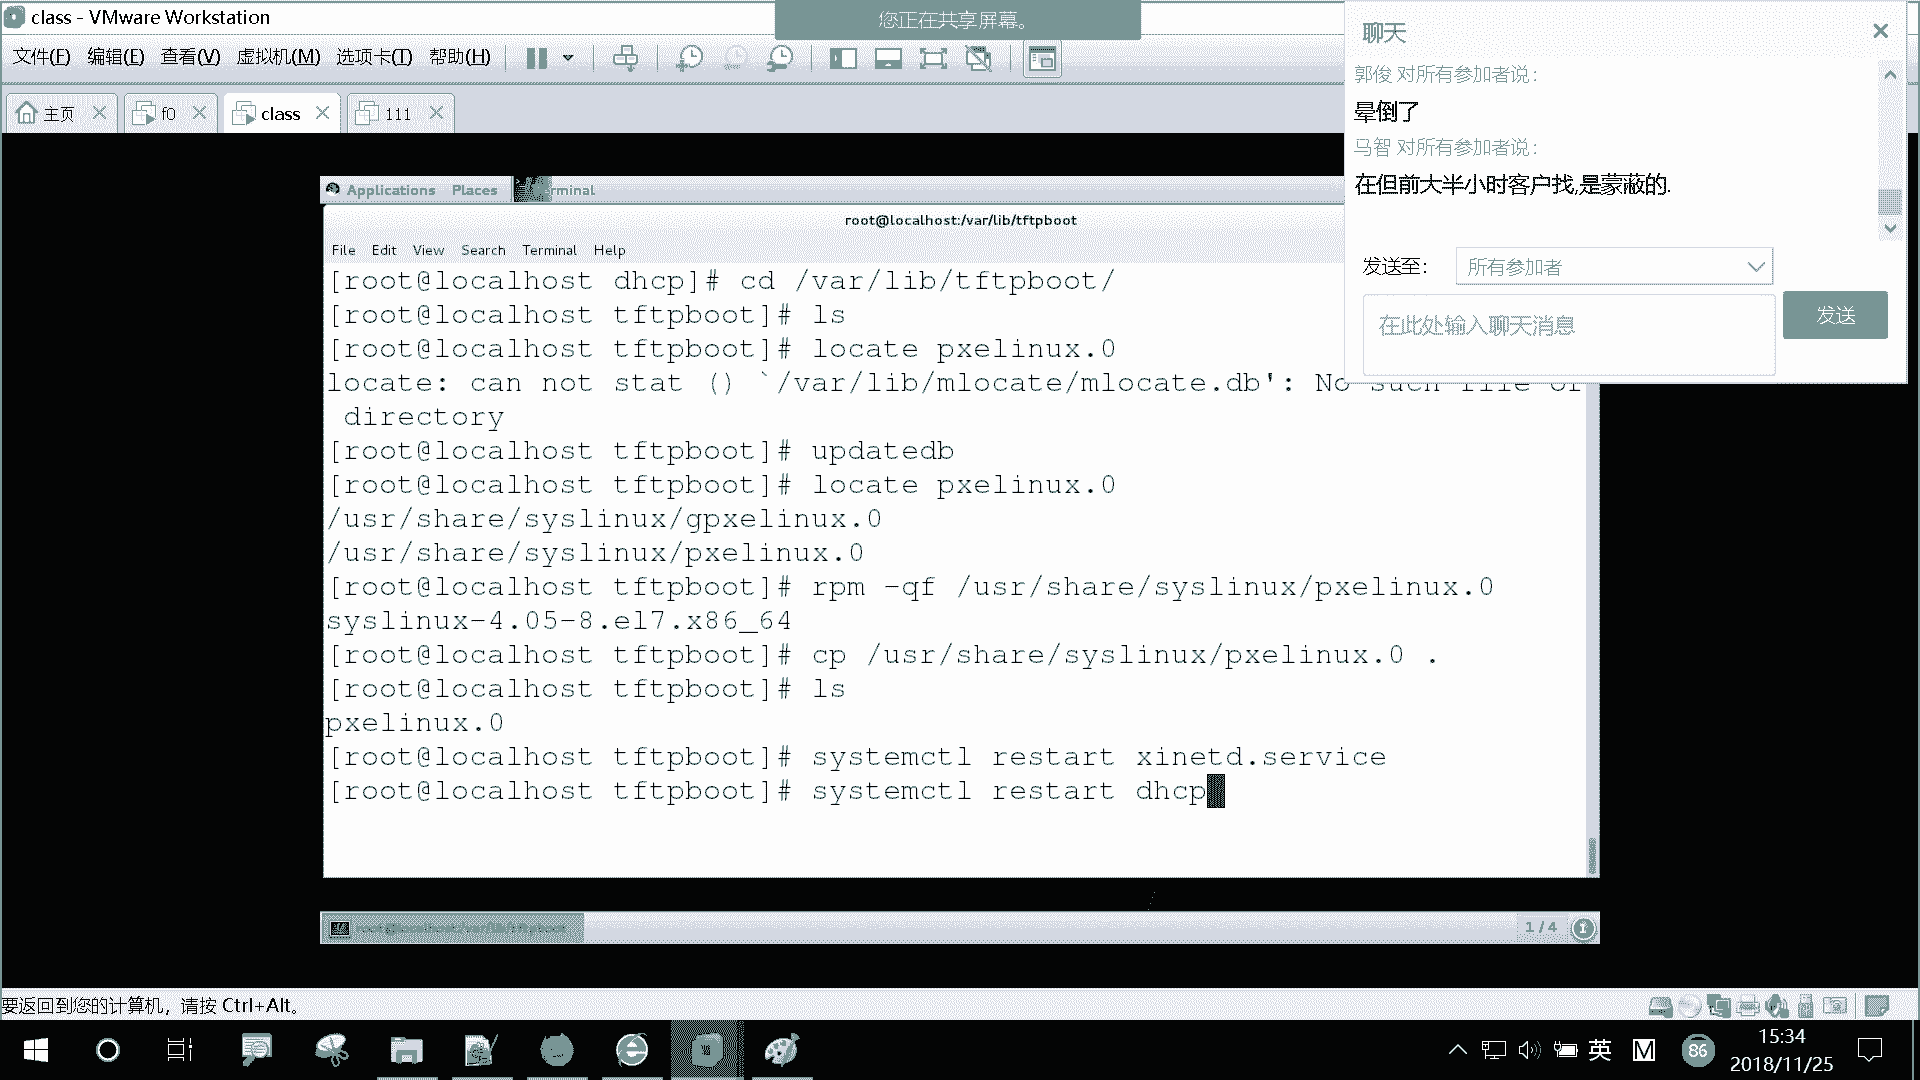 class - VMware Workstation
您正在共享屏幕。
文件(F) 编辑(E) 查看(V) 虚拟机(M) 选项卡(T) 帮助(H)
主页 f0 class 111
聊天
郭俊 对所有参加者说:
晕倒了
马智 对所有参加者说:
在但前大半小时客户找,是蒙蔽的.
发送至: 所有参加者
在此处输入聊天消息
发送
Applications Places
root@localhost:/var/lib/tftpboot
File Edit View Search Terminal Help
[root@localhost dhcp]# cd /var/lib/tftpboot/
[root@localhost tftpboot]# ls
[root@localhost tftpboot]# locate pxelinux.0
locate: can not stat () `/var/lib/mlocate/mlocate.db': No such file or
directory
[root@localhost tftpboot]# updatedb
[root@localhost tftpboot]# locate pxelinux.0
/usr/share/syslinux/gpxelinux.0
/usr/share/syslinux/pxelinux.0
[root@localhost tftpboot]# rpm -qf /usr/share/syslinux/pxelinux.0
syslinux-4.05-8.el7.x86_64
[root@localhost tftpboot]# cp /usr/share/syslinux/pxelinux.0 .
[root@localhost tftpboot]# ls
pxelinux.0
[root@localhost tftpboot]# systemctl restart xinetd.service
[root@localhost tftpboot]# systemctl restart dhcp
1 / 4
要返回到您的计算机，请按 Ctrl+Alt。
英 M 86
15:34
2018/11/25